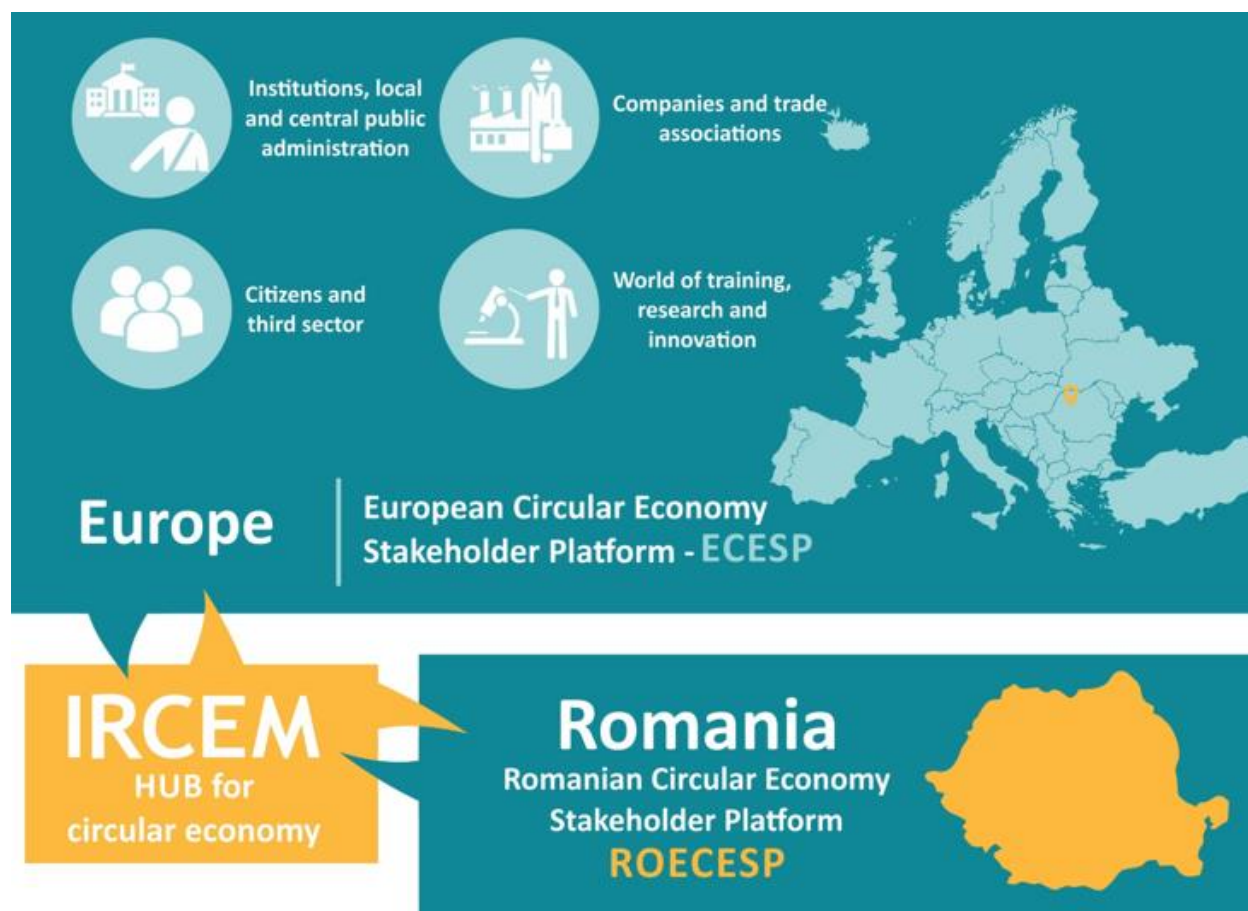 Institutions, local
and central public
administration
Companies and trade
associations
Citizens and
third sector
World of training,
research and
innovation
Europe
European Circular Economy
Stakeholder Platform - ECESP
IRCEM
HUB for
circular economy
Romania
Romanian Circular Economy
Stakeholder Platform
ROECESP